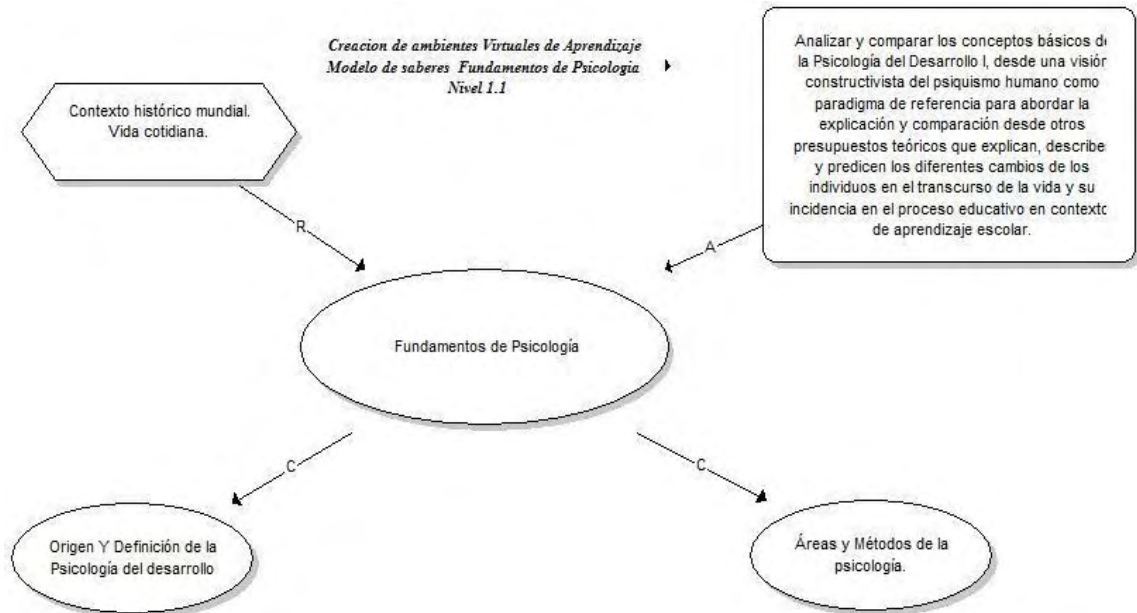 Creacion de ambientes Virtuales de Aprendizaje
Modelo de saberes Fundamentos de Psicologia
Nivel 1.1
Contexto histórico mundial.
Vida cotidiana.
Analizar y comparar los conceptos básicos de
la Psicología del Desarrollo I, desde una visión
constructivista del psiquismo humano como
paradigma de referencia para abordar la
explicación y comparación desde otros
presupuestos teóricos que explican, describe
y predicen los diferentes cambios de los
individuos en el transcurso de la vida y su
incidencia en el proceso educativo en contexto
de aprendizaje escolar.
R
A
Fundamentos de Psicología
C
C
Origen Y Definición de la
Psicología del desarrollo
Áreas y Métodos de la
psicología.